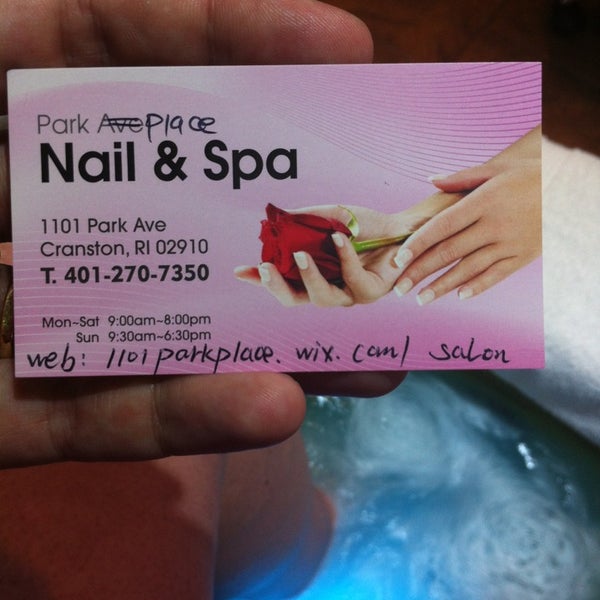 Park Ave place
Nail & Spa
1101 Park Ave
Cranston, RI 02910
T. 401-270-7350
Mon~Sat 9:00am~8:00pm
Sun 9:30am~6:30pm
web: 1101parkplace.wix.com/salon